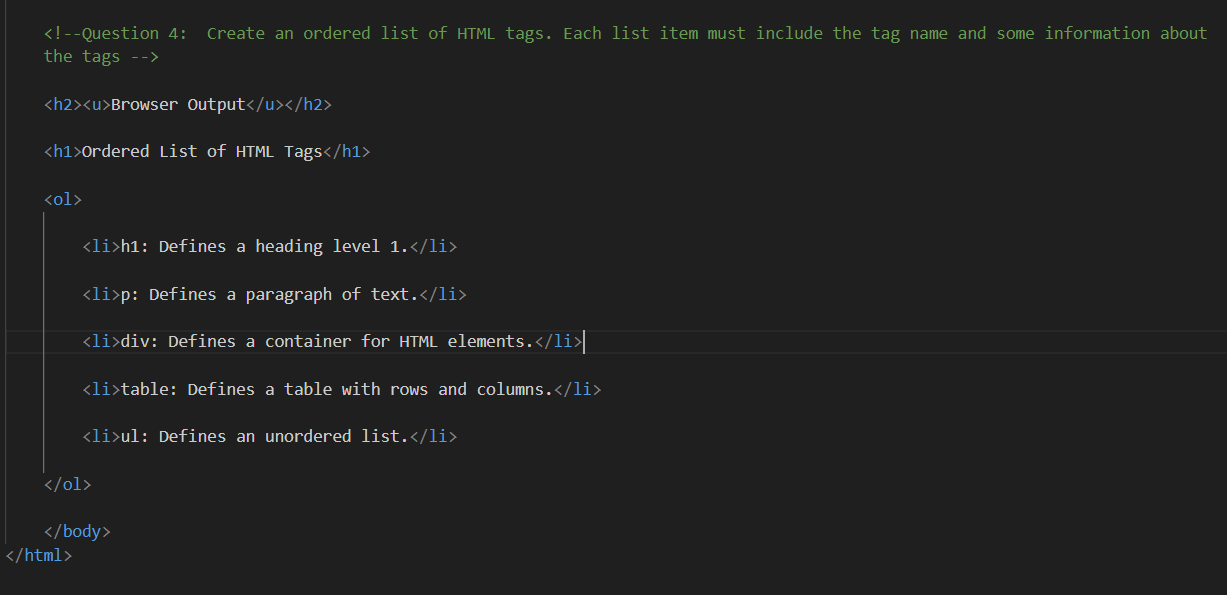 <!--Question 4:  Create an ordered list of HTML tags. Each list item must include the tag name and some information about
the tags -->
<h2><u>Browser Output</u></h2>
<h1>Ordered List of HTML Tags</h1>
<ol>
<li>h1: Defines a heading level 1.</li>
<li>p: Defines a paragraph of text.</li>
<li>div: Defines a container for HTML elements.</li>
<li>table: Defines a table with rows and columns.</li>
<li>ul: Defines an unordered list.</li>
</ol>
</body>
</html>